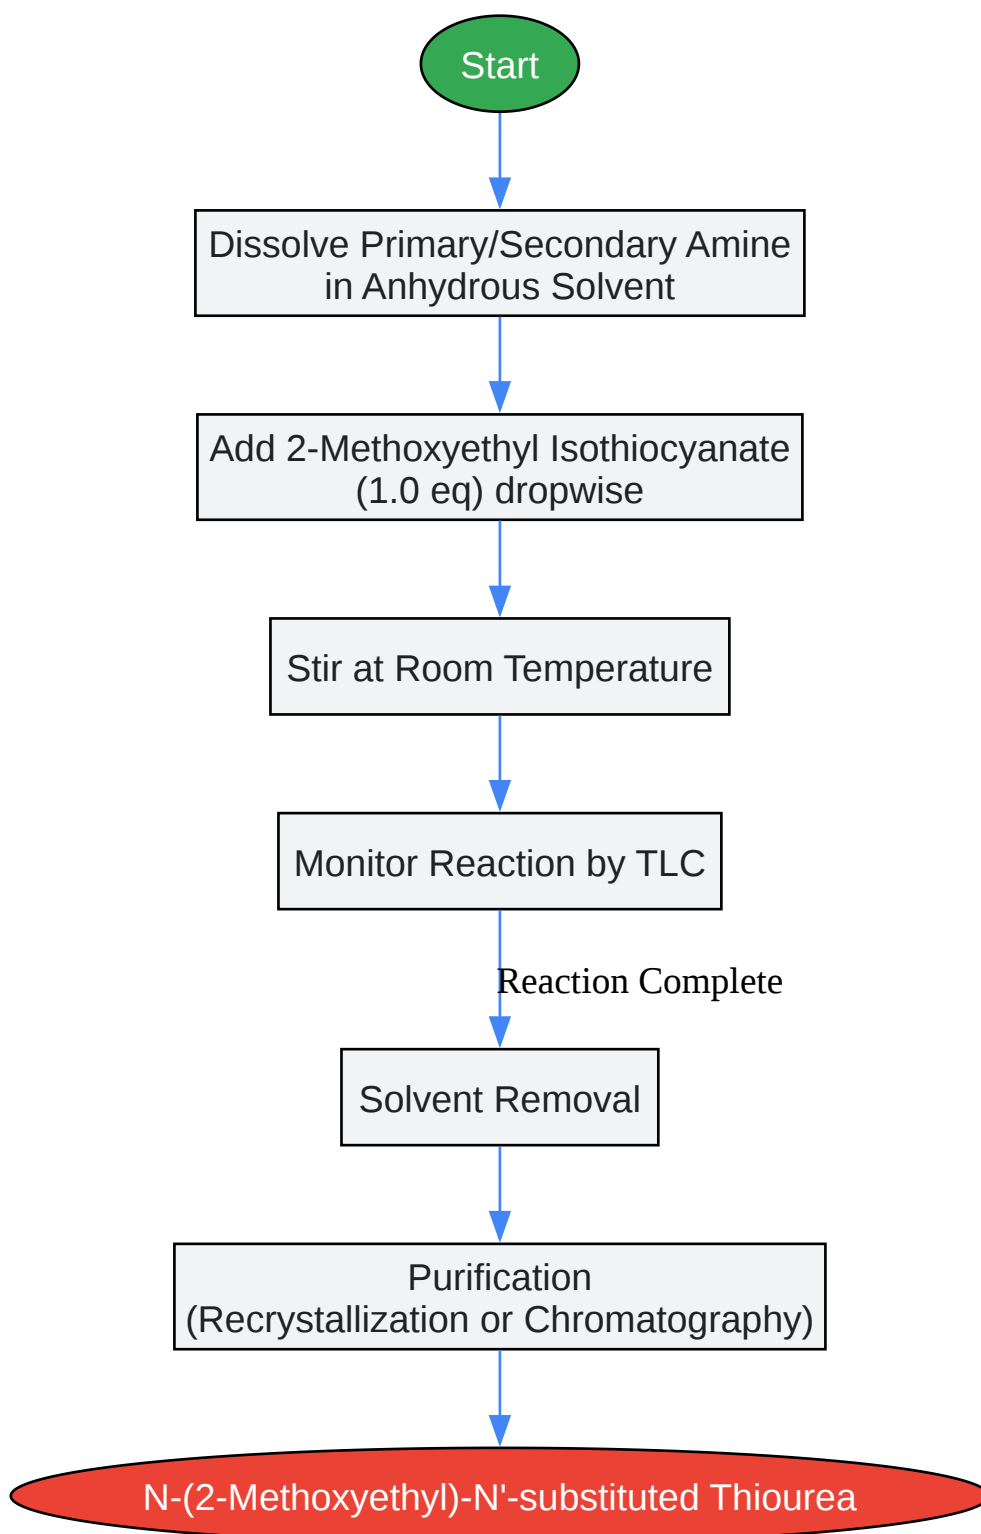 Start
Dissolve Primary/Secondary Amine
in Anhydrous Solvent
Add 2-Methoxyethyl Isothiocyanate
(1.0 eq) dropwise
Stir at Room Temperature
Monitor Reaction by TLC
Reaction Complete
Solvent Removal
Purification
(Recrystallization or Chromatography)
N-(2-Methoxyethyl)-N'-substituted Thiourea